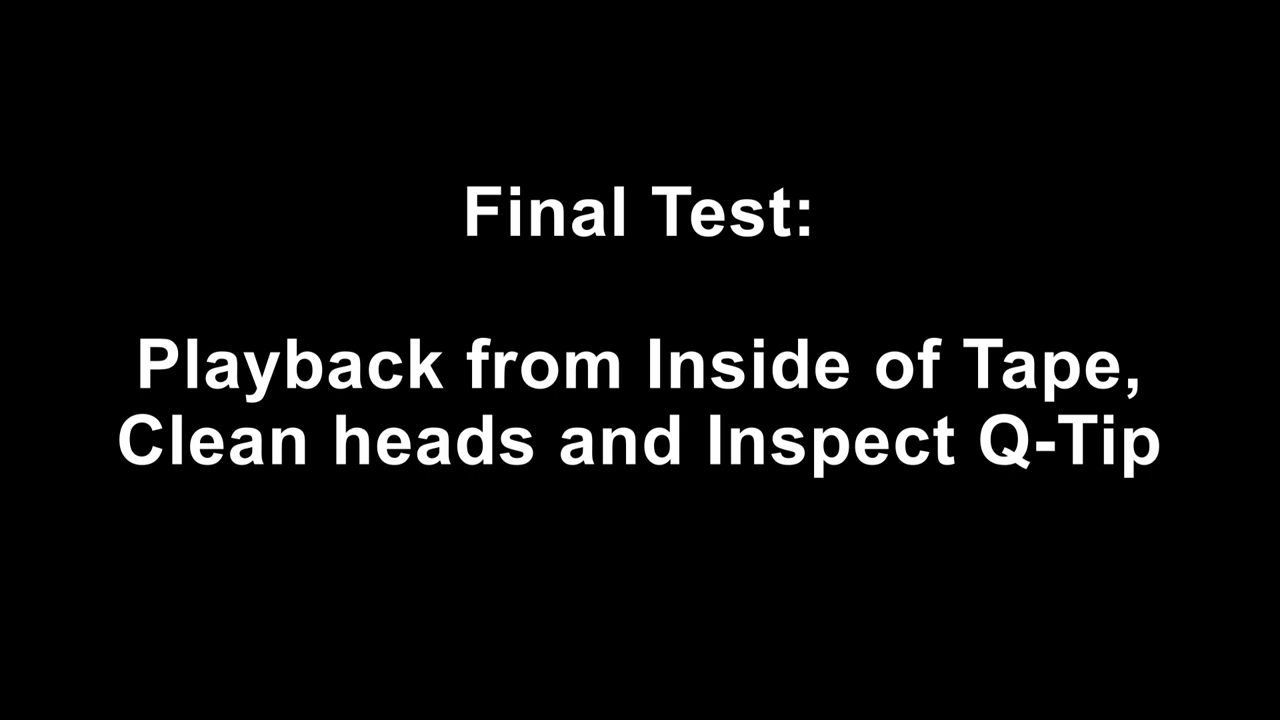 Final Test:
Playback from Inside of Tape,
Clean heads and Inspect Q-Tip